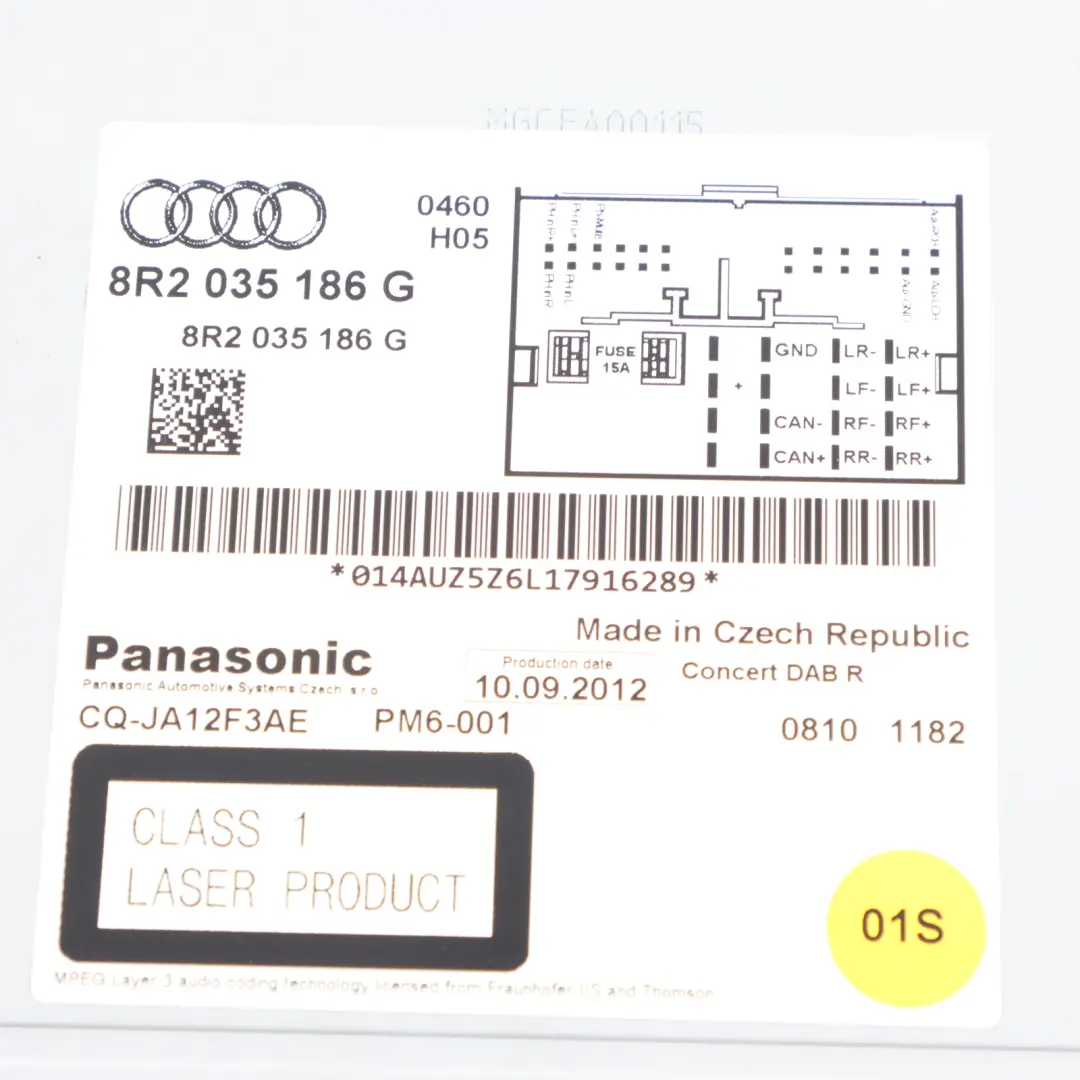 MGCFA00115
0460
H05
8R2 035 186 G
8R2 035 186 G
PhMute
FUSE
15A
+
GND LR- LR+
LF- LF+
CAN- RF- RF+
CAN+ RR- RR+
*014AUZ5Z6L17916289*
Made in Czech Republic
Panasonic
Panasonic Automotive Systems Czech s.r.o
Production date
10.09.2012
Concert DAB R
CQ-JA12F3AE PM6-001
0810 1182
CLASS 1
LASER PRODUCT
01S
MPEG Layer 3 audio coding technology licensed from Fraunhofer IIS and Thomson